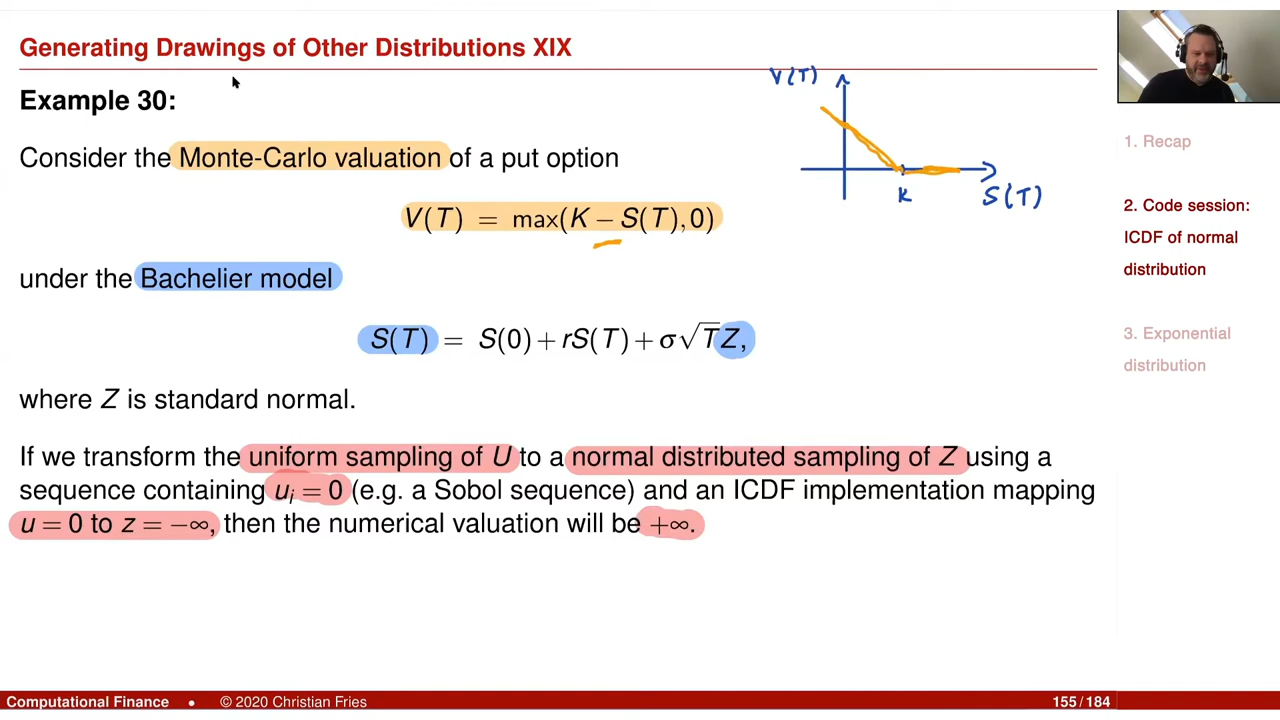 Generating Drawings of Other Distributions XIX
Example 30:
Consider the Monte-Carlo valuation of a put option
V(T) = max(K − S(T), 0)
under the Bachelier model
S(T) = S(0) + rS(T) + σ√T Z,
where Z is standard normal.
If we transform the uniform sampling of U to a normal distributed sampling of Z using a
sequence containing uᵢ = 0 (e.g. a Sobol sequence) and an ICDF implementation mapping
u = 0 to z = −∞, then the numerical valuation will be +∞.
V(T)
K
S(T)
1. Recap
2. Code session:
ICDF of normal
distribution
3. Exponential
distribution
Computational Finance • © 2020 Christian Fries
155 / 184